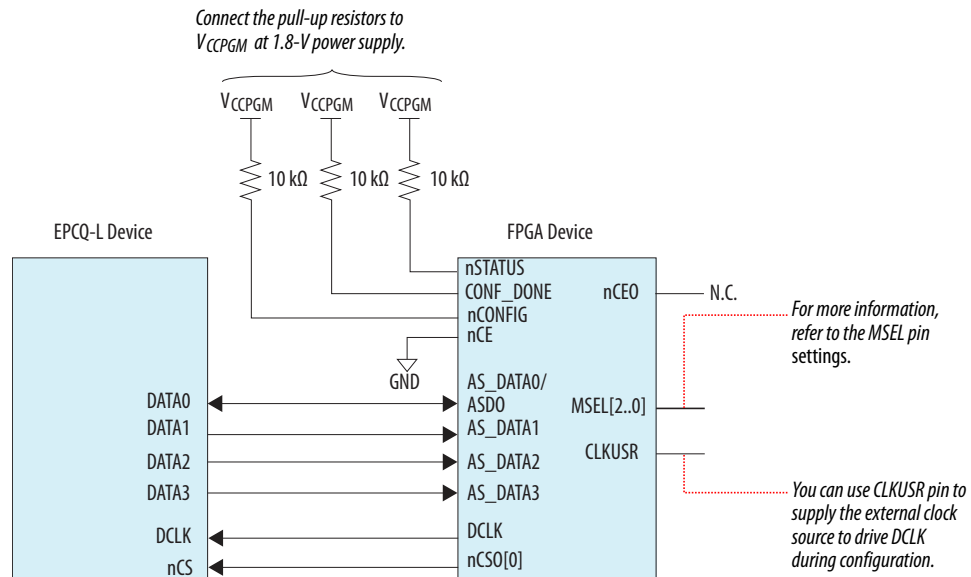 Connect the pull-up resistors to
VCCPGM at 1.8-V power supply.
VCCPGM VCCPGM VCCPGM
10 kΩ 10 kΩ 10 kΩ
EPCQ-L Device
FPGA Device
nSTATUS
CONF_DONE
nCONFIG
nCE
GND
nCEO
N.C.
For more information,
refer to the MSEL pin
settings.
DATA0
DATA1
DATA2
DATA3
DCLK
nCS
AS_DATA0/
ASDO
AS_DATA1
AS_DATA2
AS_DATA3
DCLK
nCSO[0]
MSEL[2..0]
CLKUSR
You can use CLKUSR pin to
supply the external clock
source to drive DCLK
during configuration.